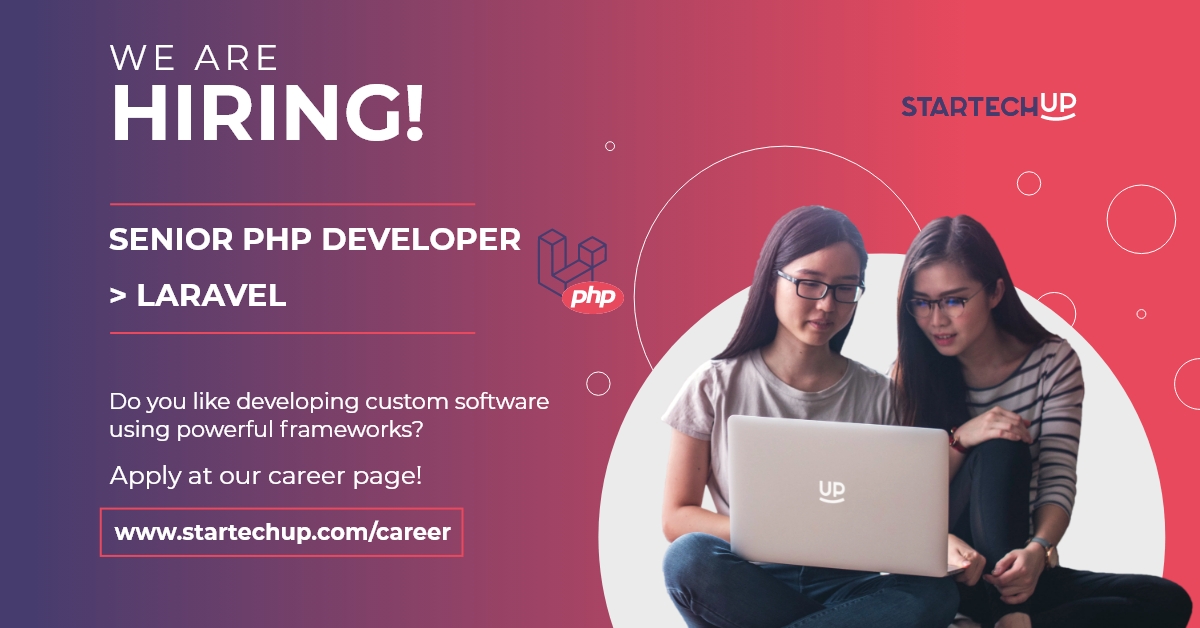 WE ARE
HIRING!
STARTECHUP
SENIOR PHP DEVELOPER
> LARAVEL
php
Do you like developing custom software
using powerful frameworks?
Apply at our career page!
www.startechup.com/career
UP